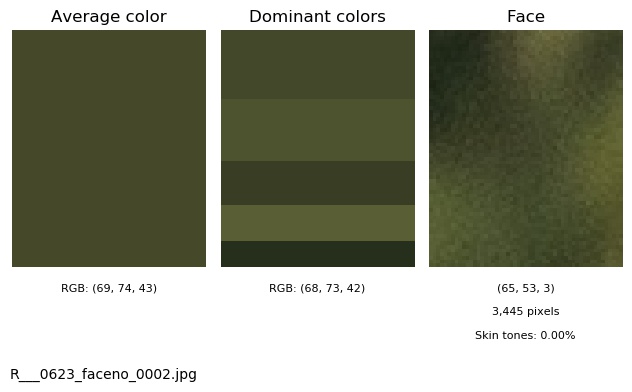 Average color
Dominant colors
Face
RGB: (69, 74, 43)
RGB: (68, 73, 42)
(65, 53, 3)
3,445 pixels
Skin tones: 0.00%
R___0623_faceno_0002.jpg